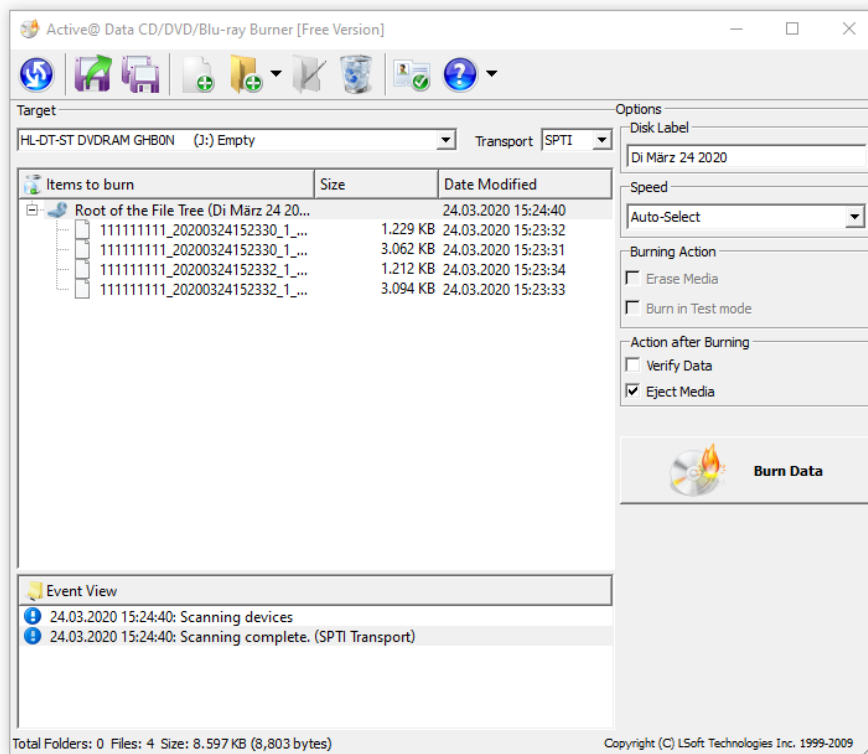 Active@ Data CD/DVD/Blu-ray Burner [Free Version]
Target
HL-DT-ST DVDRAM GHB0N (J:) Empty
Transport SPTI
Items to burn Size Date Modified
Root of the File Tree (Di März 24 20... 24.03.2020 15:24:40
111111111_20200324152330_1_... 1.229 KB 24.03.2020 15:23:32
111111111_20200324152330_1_... 3.062 KB 24.03.2020 15:23:31
111111111_20200324152332_1_... 1.212 KB 24.03.2020 15:23:34
111111111_20200324152332_1_... 3.094 KB 24.03.2020 15:23:33
Event View
24.03.2020 15:24:40: Scanning devices
24.03.2020 15:24:40: Scanning complete. (SPTI Transport)
Options
Disk Label
Di März 24 2020
Speed
Auto-Select
Burning Action
Erase Media
Burn in Test mode
Action after Burning
Verify Data
Eject Media
Burn Data
Total Folders: 0 Files: 4 Size: 8.597 KB (8,803 bytes)
Copyright (C) LSoft Technologies Inc. 1999-2009